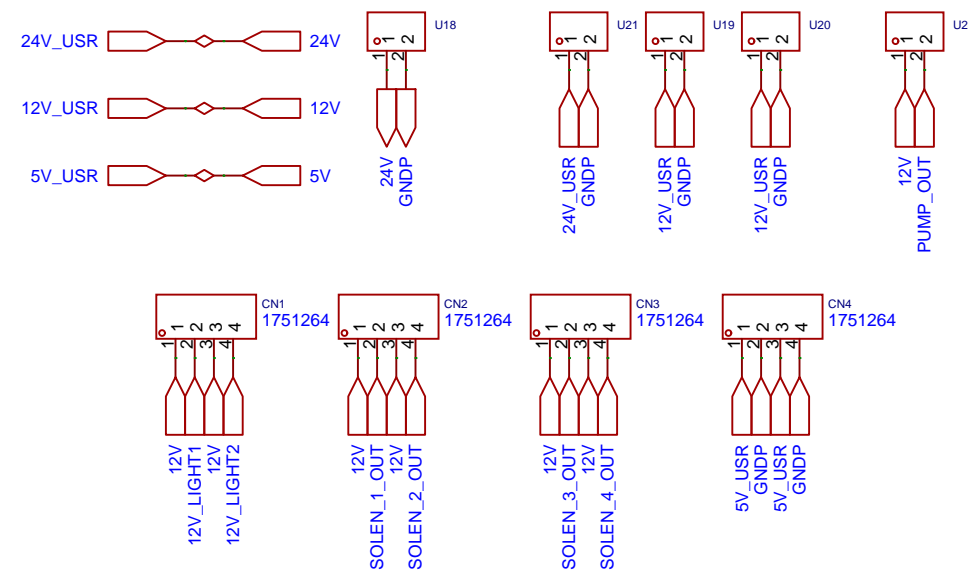 24V_USR 24V
12V_USR 12V
5V_USR 5V
U18
1 2
1 2
24V
GNDP
U21
1 2
1 2
24V_USR
GNDP
U19
1 2
1 2
12V_USR
GNDP
U20
1 2
1 2
12V_USR
GNDP
U2
1 2
1 2
12V
PUMP_OUT
CN1
1751264
1 2 3 4
1 2 3 4
12V
12V_LIGHT1
12V
12V_LIGHT2
CN2
1751264
1 2 3 4
1 2 3 4
12V
SOLEN_1_OUT
12V
SOLEN_2_OUT
CN3
1751264
1 2 3 4
1 2 3 4
12V
SOLEN_3_OUT
12V
SOLEN_4_OUT
CN4
1751264
1 2 3 4
1 2 3 4
5V_USR
GNDP
5V_USR
GNDP